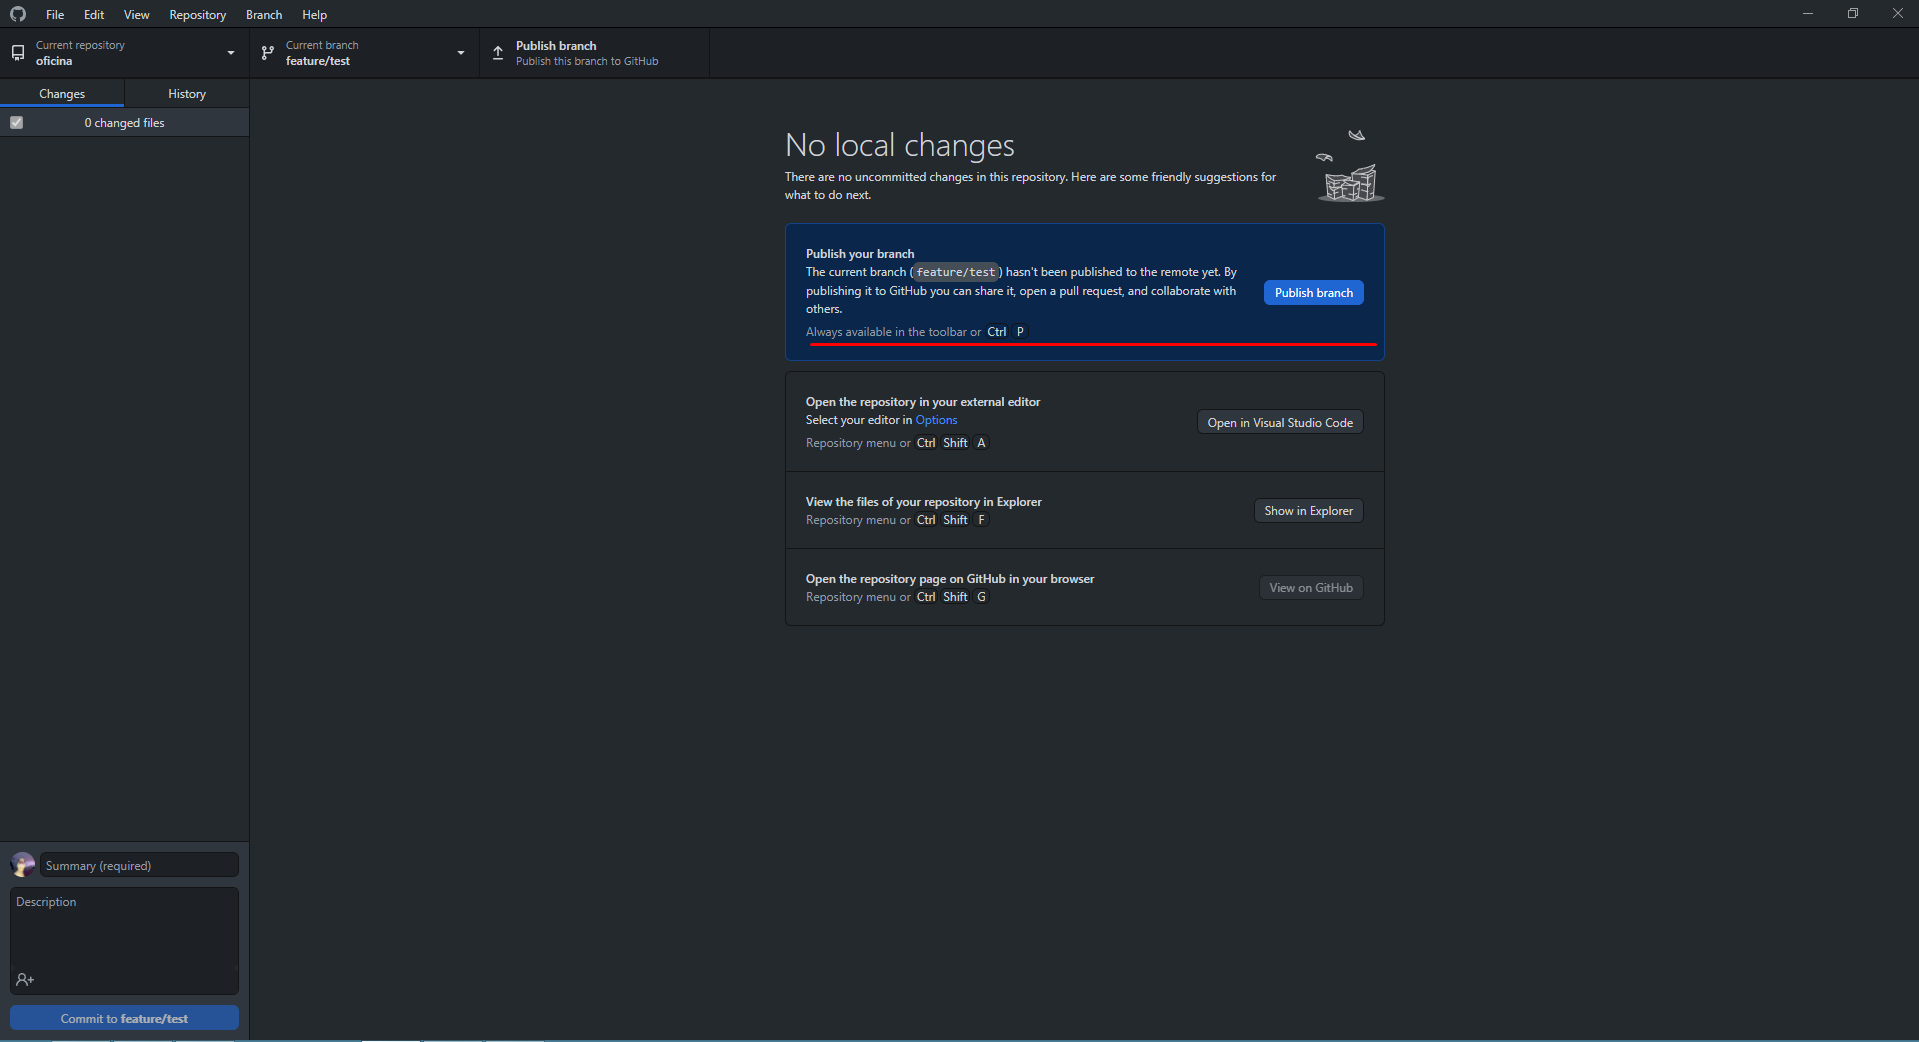 File Edit View Repository Branch Help
Current repository
oficina
Current branch
feature/test
Publish branch
Publish this branch to GitHub
Changes History
0 changed files
No local changes
There are no uncommitted changes in this repository. Here are some friendly suggestions for
what to do next.
Publish your branch
The current branch (feature/test) hasn't been published to the remote yet. By
publishing it to GitHub you can share it, open a pull request, and collaborate with
others.
Always available in the toolbar or Ctrl P
Publish branch
Open the repository in your external editor
Select your editor in Options
Repository menu or Ctrl Shift A
Open in Visual Studio Code
View the files of your repository in Explorer
Repository menu or Ctrl Shift F
Show in Explorer
Open the repository page on GitHub in your browser
Repository menu or Ctrl Shift G
View on GitHub
Summary (required)
Description
Commit to feature/test